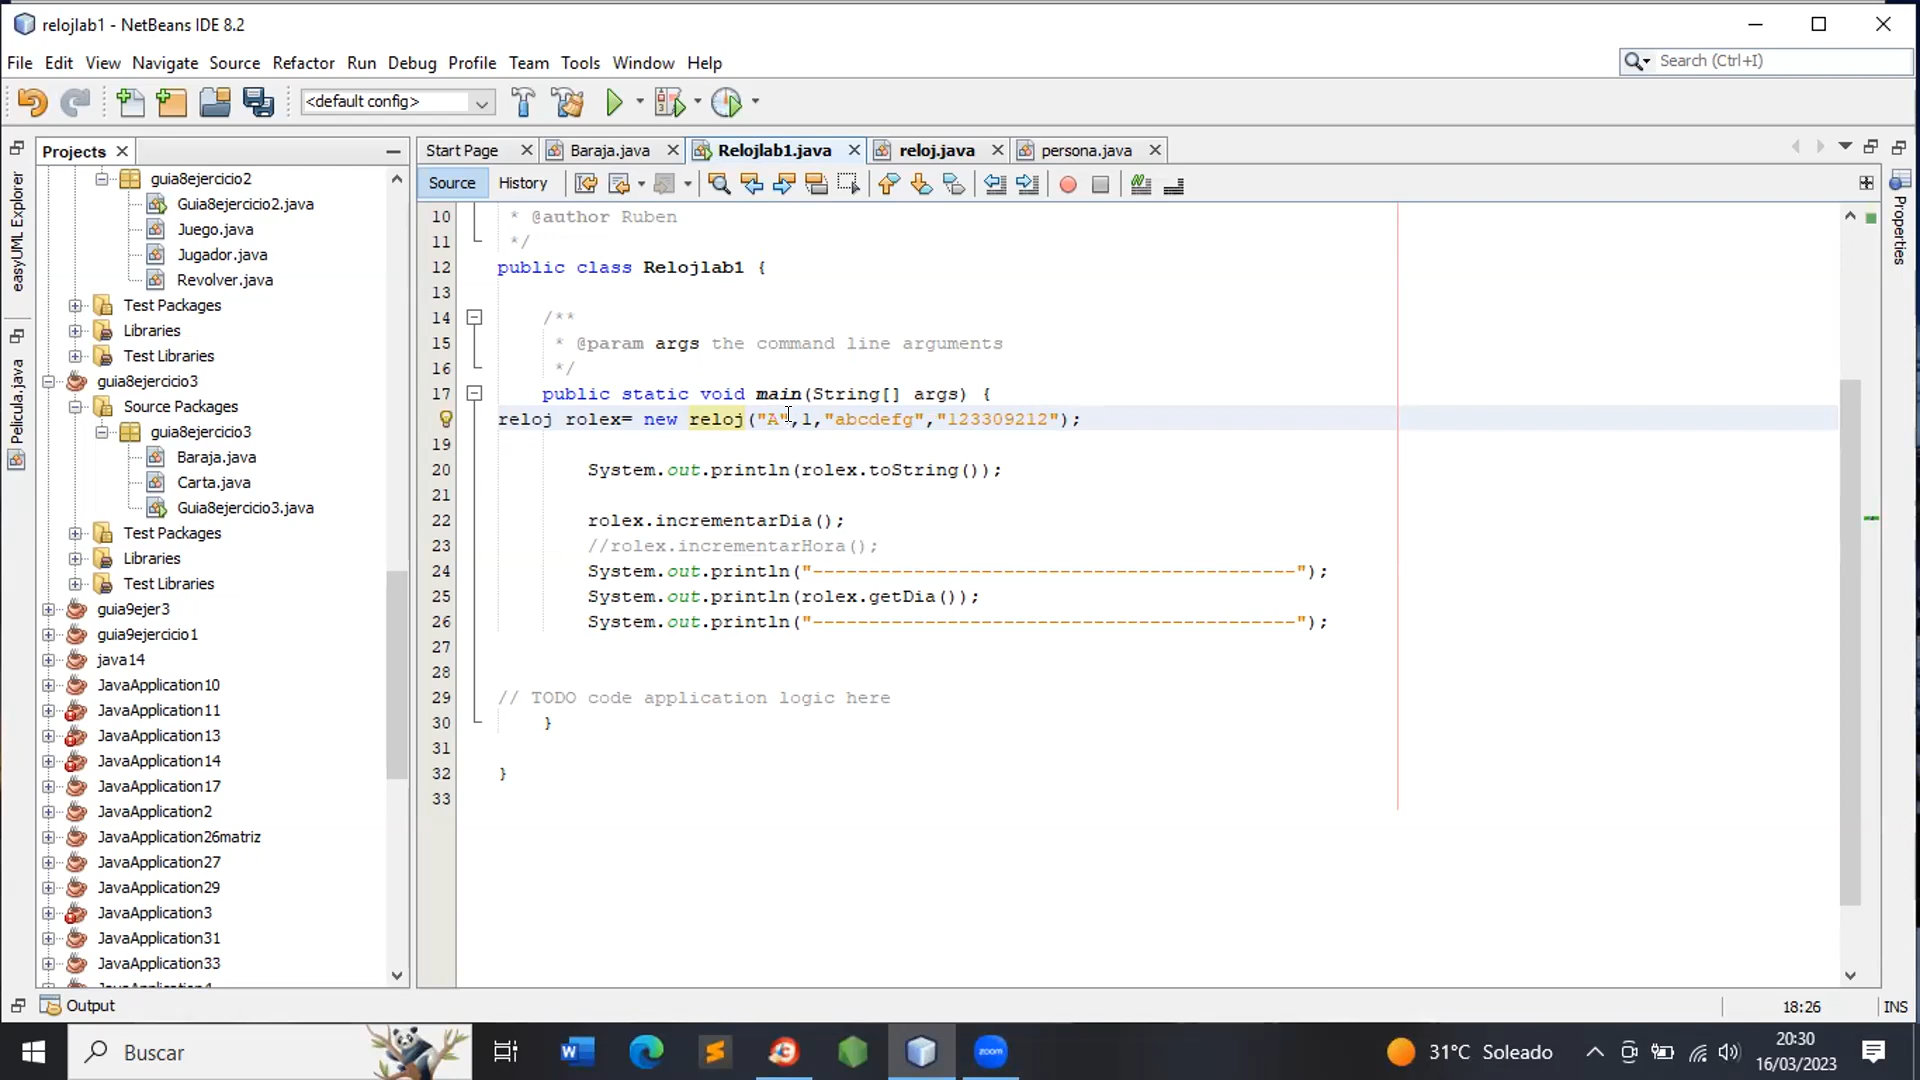 relojlab1 - NetBeans IDE 8.2
File Edit View Navigate Source Refactor Run Debug Profile Team Tools Window Help
Search (Ctrl+I)
<default config>
Projects
Start Page
Baraja.java
Relojlab1.java
reloj.java
persona.java
Source
History
easyUML Explorer
Pelicula.java
Properties
guia8ejercicio2
Guia8ejercicio2.java
Juego.java
Jugador.java
Revolver.java
Test Packages
Libraries
Test Libraries
guia8ejercicio3
Source Packages
guia8ejercicio3
Baraja.java
Carta.java
Guia8ejercicio3.java
Test Packages
Libraries
Test Libraries
guia9ejer3
guia9ejercicio1
java14
JavaApplication10
JavaApplication11
JavaApplication13
JavaApplication14
JavaApplication17
JavaApplication2
JavaApplication26matriz
JavaApplication27
JavaApplication29
JavaApplication3
JavaApplication31
JavaApplication33
10 * @author Ruben
11 */
12 public class Relojlab1 {
13
14 /**
15 * @param args the command line arguments
16 */
17 public static void main(String[] args) {
reloj rolex= new reloj("A",1,"abcdefg","123309212");
19
20 System.out.println(rolex.toString());
21
22 rolex.incrementarDia();
23 //rolex.incrementarHora();
24 System.out.println("-------------------------------------------");
25 System.out.println(rolex.getDia());
26 System.out.println("-------------------------------------------");
27
28
29 // TODO code application logic here
30 }
31
32 }
33
Output
18:26
INS
Buscar
zoom
31°C Soleado
20:30
16/03/2023